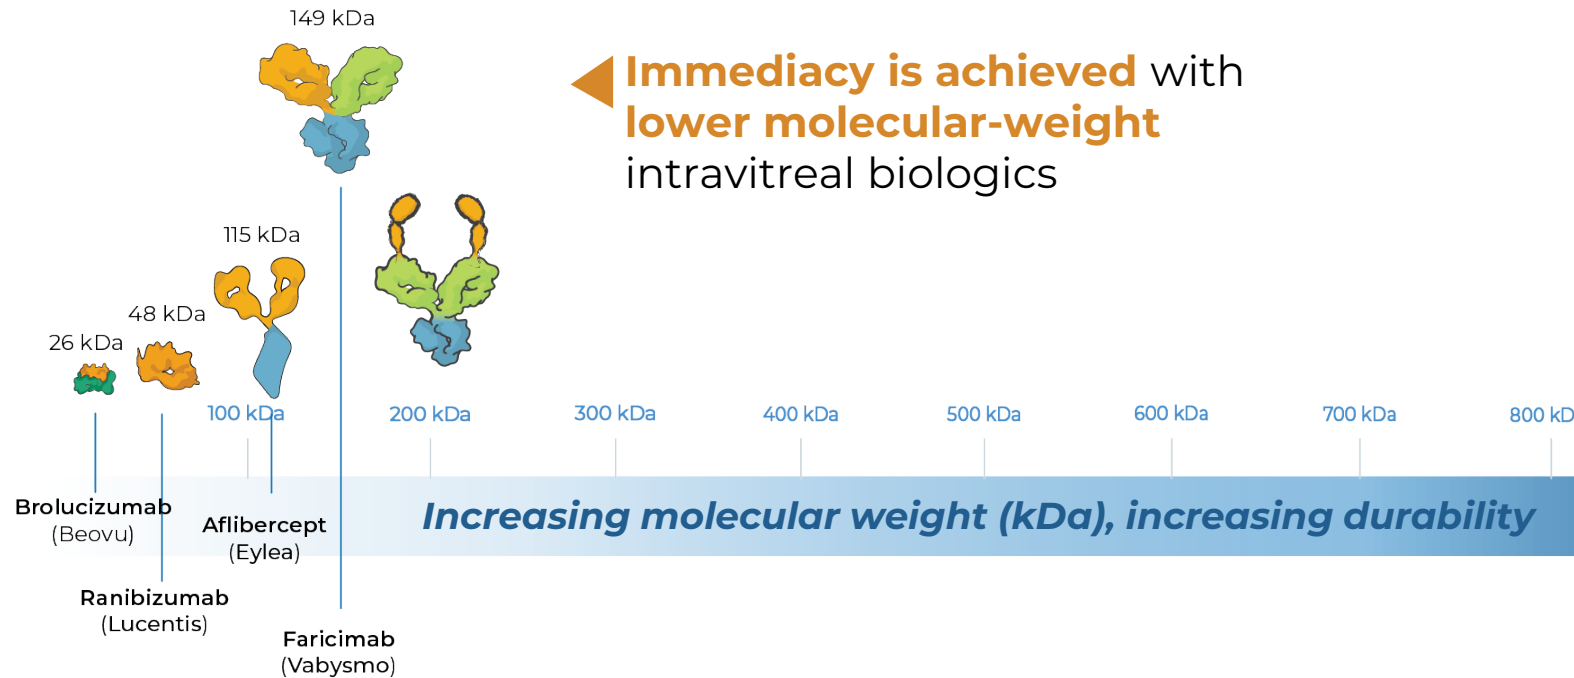 149 kDa
Immediacy is achieved with
lower molecular-weight
intravitreal biologics
115 kDa
48 kDa
26 kDa
100 kDa
200 kDa
300 kDa
400 kDa
500 kDa
600 kDa
700 kDa
800 kD
Increasing molecular weight (kDa), increasing durability
Brolucizumab
(Beovu)
Aflibercept
(Eylea)
Ranibizumab
(Lucentis)
Faricimab
(Vabysmo)